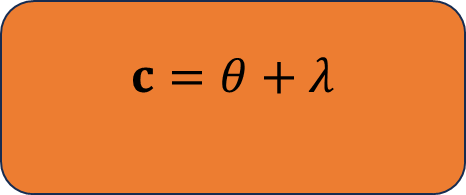 𝐜 = 𝜃 + 𝜆